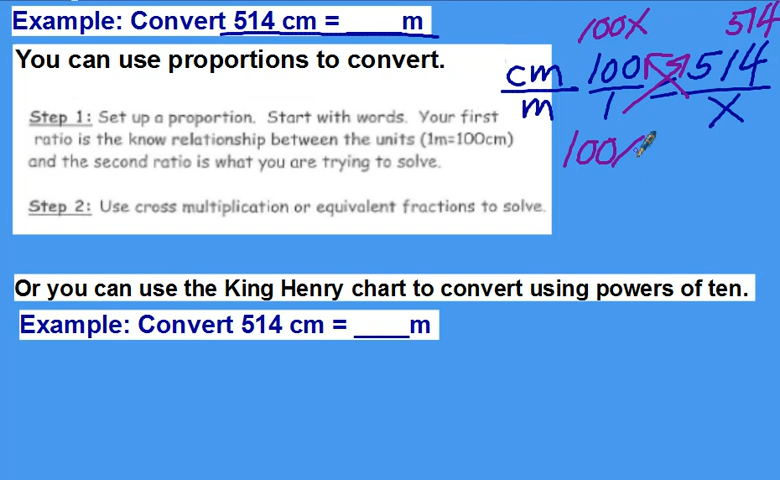 Example: Convert 514 cm = _____m
You can use proportions to convert.
Step 1: Set up a proportion. Start with words. Your first
ratio is the know relationship between the units (1m=100cm)
and the second ratio is what you are trying to solve.
Step 2: Use cross multiplication or equivalent fractions to solve.
100x 514
cm 100 = 514
m 1 x
100
Or you can use the King Henry chart to convert using powers of ten.
Example: Convert 514 cm = ____m